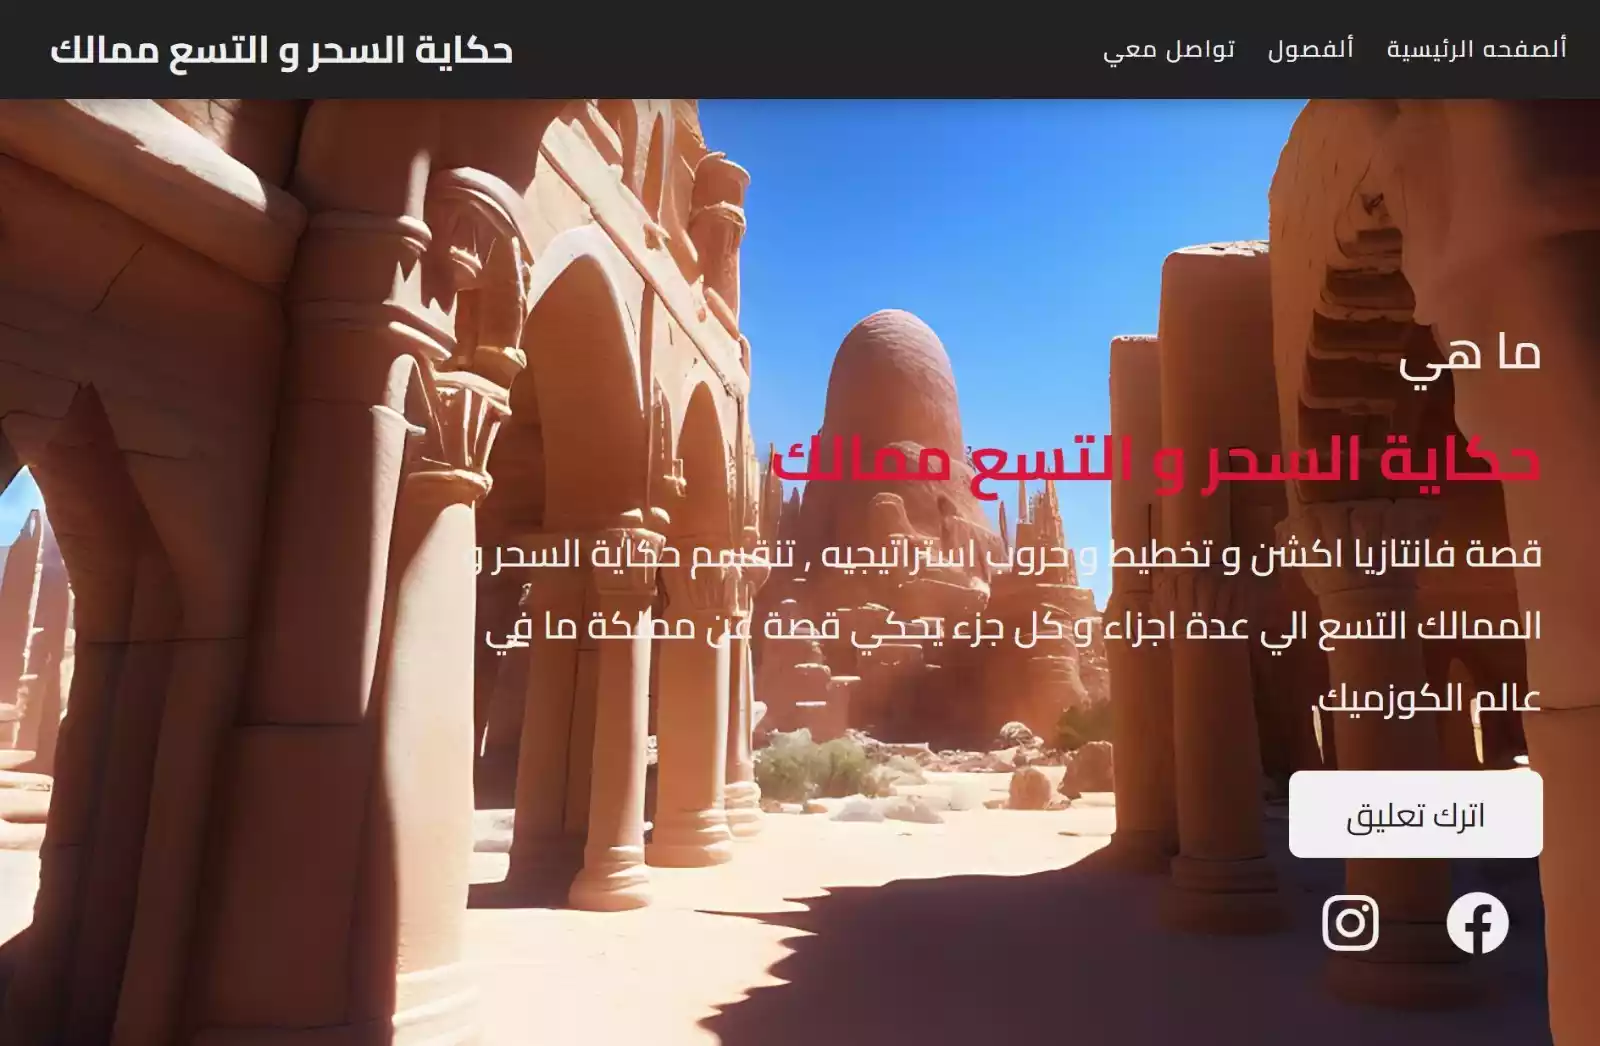 حكاية السحر و التسع ممالك
ألصفحه الرئيسية
ألفصول
تواصل معي
ما هي
حكاية السحر و التسع ممالك
قصة فانتازيا اكشن و تخطيط و حروب استراتيجيه , تنقسم حكاية السحر و
الممالك التسع الي عدة اجزاء و كل جزء يحكي قصة عن مملكة ما في
عالم الكوزميك.
اترك تعليق